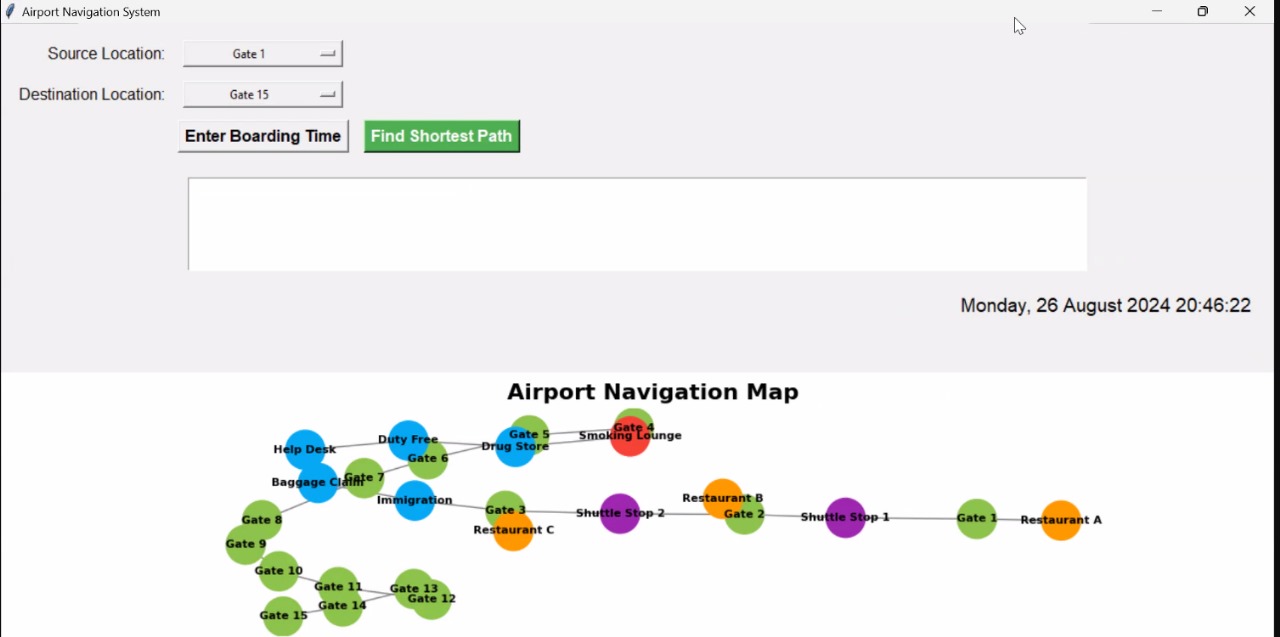 Airport Navigation System
Source Location: Gate 1
Destination Location: Gate 15
Enter Boarding Time Find Shortest Path
Monday, 26 August 2024 20:46:22
Airport Navigation Map
Gate 4
Gate 5 Smoking Lounge
Duty Free
Help Desk Drug Store
Gate 6
Baggage Claim Gate 7
Immigration Restaurant B
Gate 3 Shuttle Stop 2 Gate 2 Shuttle Stop 1 Gate 1 Restaurant A
Gate 8
Restaurant C
Gate 9
Gate 10
Gate 11 Gate 13
Gate 12
Gate 15 Gate 14